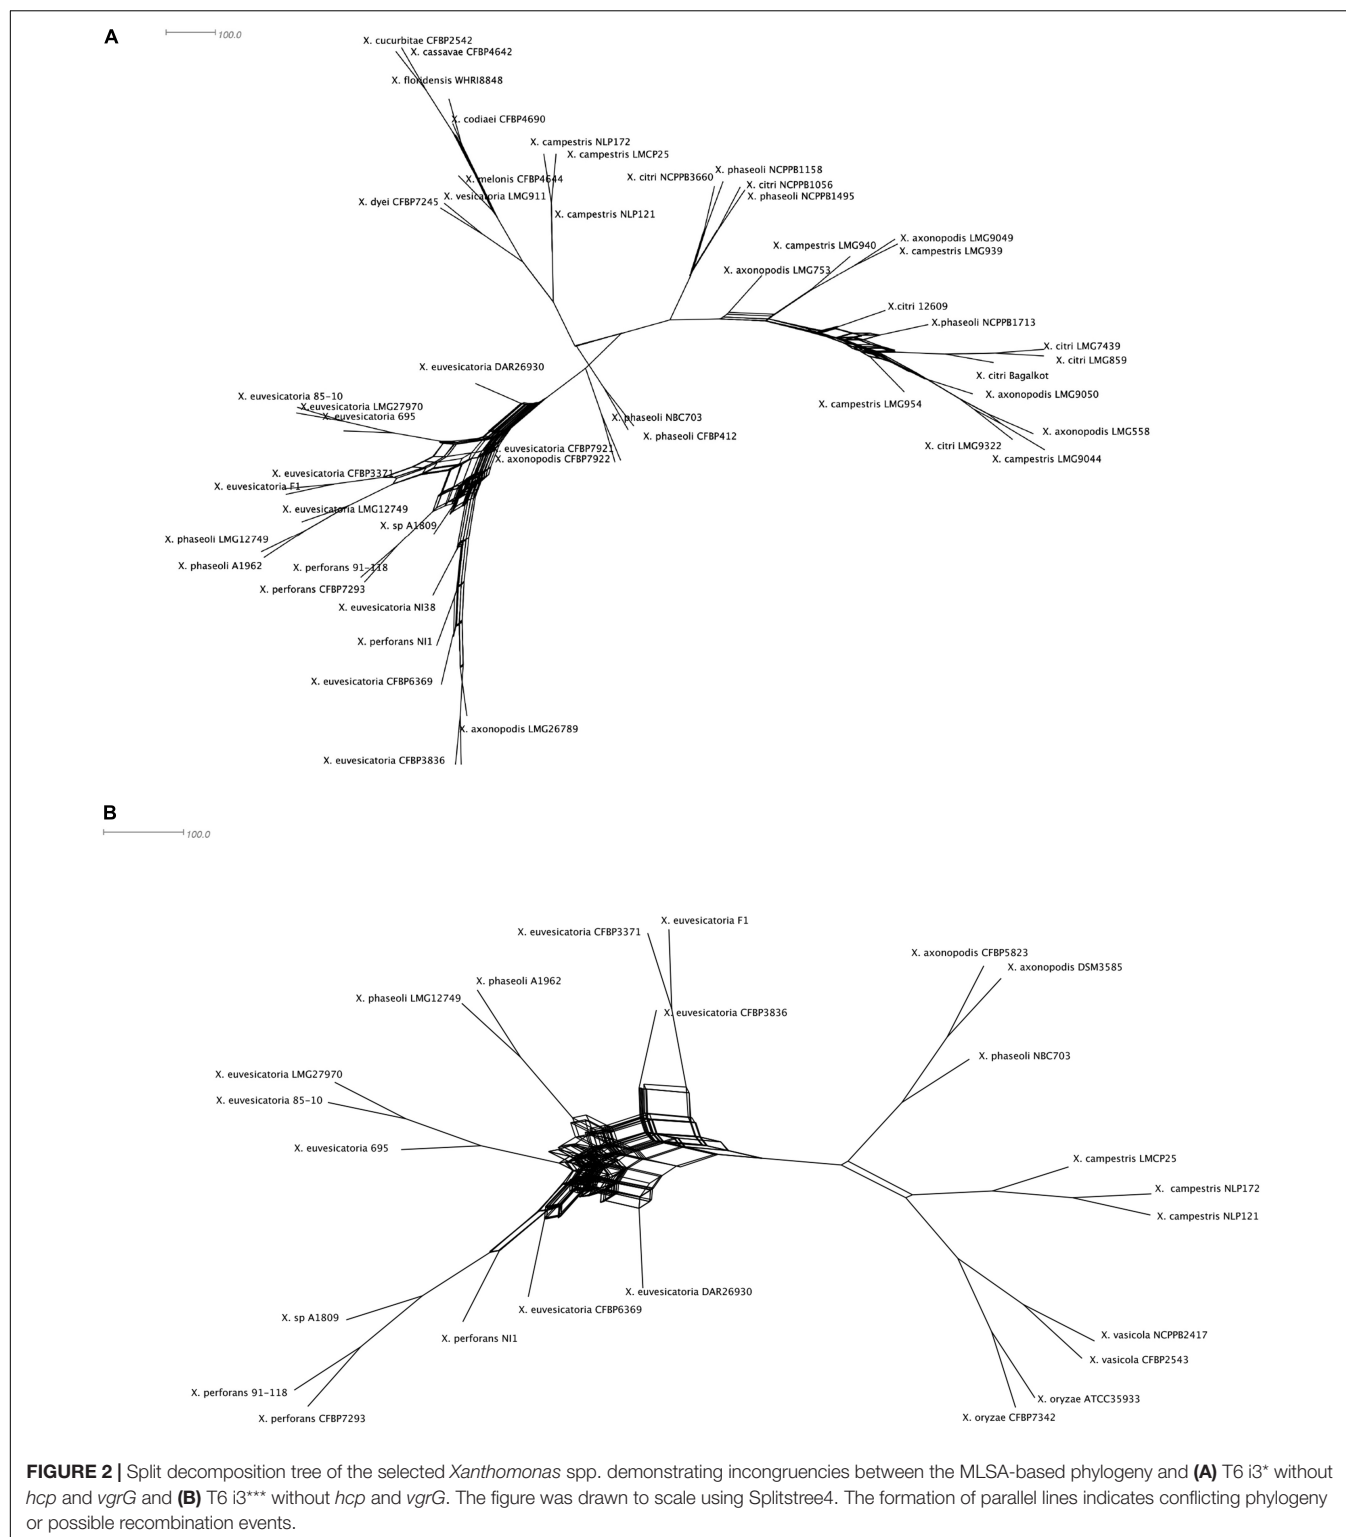 A
100.0
X. cucurbitae CFBP2542
X. cassavae CFBP4642
X. floridensis WHRI8848
X. codiaei CFBP4690
X. campestris NLP172
X. campestris LMCP25
X. citri NCPPB3660
X. phaseoli NCPPB1158
X. citri NCPPB1056
X. phaseoli NCPPB1495
X. melonis CFBP4644
X. vesicatoria LMG911
X. dyei CFBP7245
X. campestris NLP121
X. axonopodis LMG9049
X. campestris LMG940
X. campestris LMG939
X. axonopodis LMG753
X.citri 12609
X.phaseoli NCPPB1713
X. citri LMG7439
X. citri LMG859
X. citri Bagalkot
X. axonopodis LMG9050
X. campestris LMG954
X. axonopodis LMG558
X. citri LMG9322
X. campestris LMG9044
X. euvesicatoria DAR26930
X. euvesicatoria 85-10
X.euvesicatoria LMG27970
X. euvesicatoria 695
X. phaseoli NBC703
X. phaseoli CFBP412
X. euvesicatoria CFBP7921
X. axonopodis CFBP7922
X. euvesicatoria CFBP3371
X. euvesicatoria F1
X. euvesicatoria LMG12749
X. sp A1809
X. phaseoli LMG12749
X. phaseoli A1962
X. perforans 91-118
X. perforans CFBP7293
X. euvesicatoria NI38
X. perforans NI1
X. euvesicatoria CFBP6369
X. axonopodis LMG26789
X. euvesicatoria CFBP3836
B
100.0
X. euvesicatoria F1
X. euvesicatoria CFBP3371
X. axonopodis CFBP5823
X. axonopodis DSM3585
X. phaseoli A1962
X. phaseoli LMG12749
X. euvesicatoria CFBP3836
X. phaseoli NBC703
X. euvesicatoria LMG27970
X. euvesicatoria 85-10
X. euvesicatoria 695
X. campestris LMCP25
X. campestris NLP172
X. campestris NLP121
X. euvesicatoria DAR26930
X. euvesicatoria CFBP6369
X. sp A1809
X. perforans NI1
X. vasicola NCPPB2417
X. vasicola CFBP2543
X. perforans 91-118
X. perforans CFBP7293
X. oryzae ATCC35933
X. oryzae CFBP7342
FIGURE 2 | Split decomposition tree of the selected Xanthomonas spp. demonstrating incongruencies between the MLSA-based phylogeny and (A) T6 i3* without
hcp and vgrG and (B) T6 i3*** without hcp and vgrG. The figure was drawn to scale using Splitstree4. The formation of parallel lines indicates conflicting phylogeny
or possible recombination events.